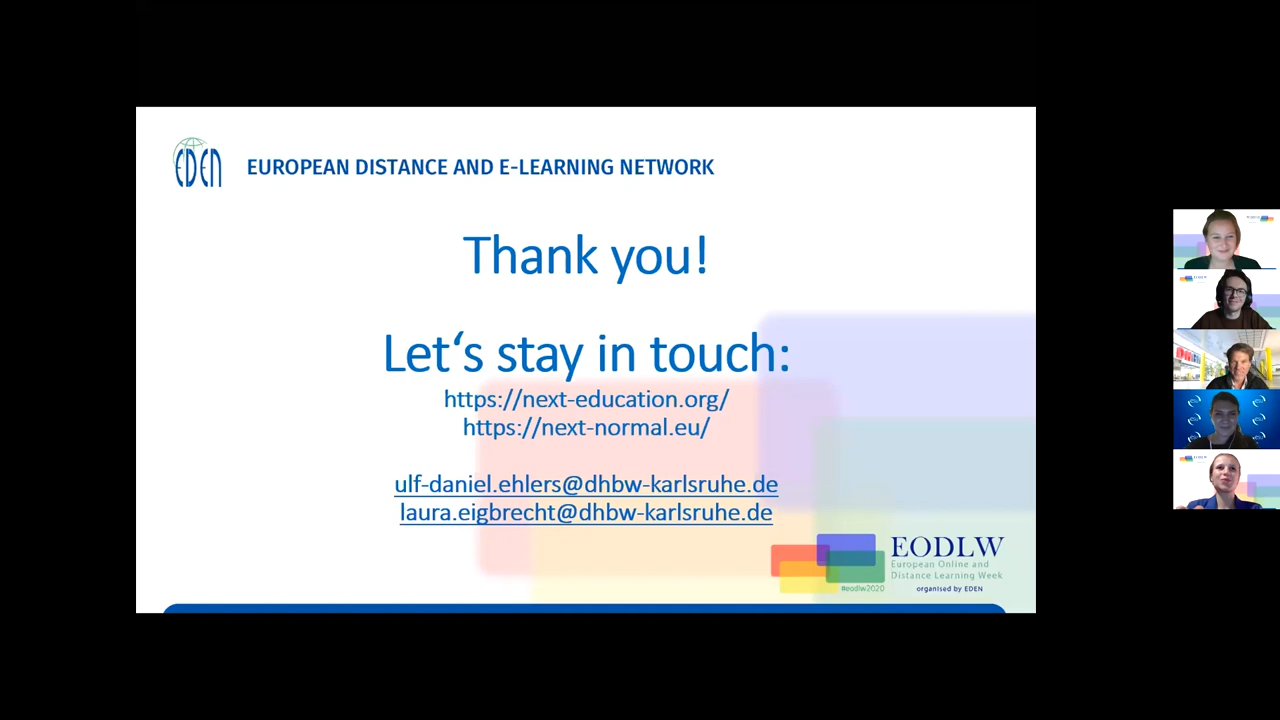 EDEN
EUROPEAN DISTANCE AND E-LEARNING NETWORK
Thank you!
Let‘s stay in touch:
https://next-education.org/
https://next-normal.eu/
ulf-daniel.ehlers@dhbw-karlsruhe.de
laura.eigbrecht@dhbw-karlsruhe.de
EODLW
European Online and
Distance Learning Week
#eodlw2020
organised by EDEN